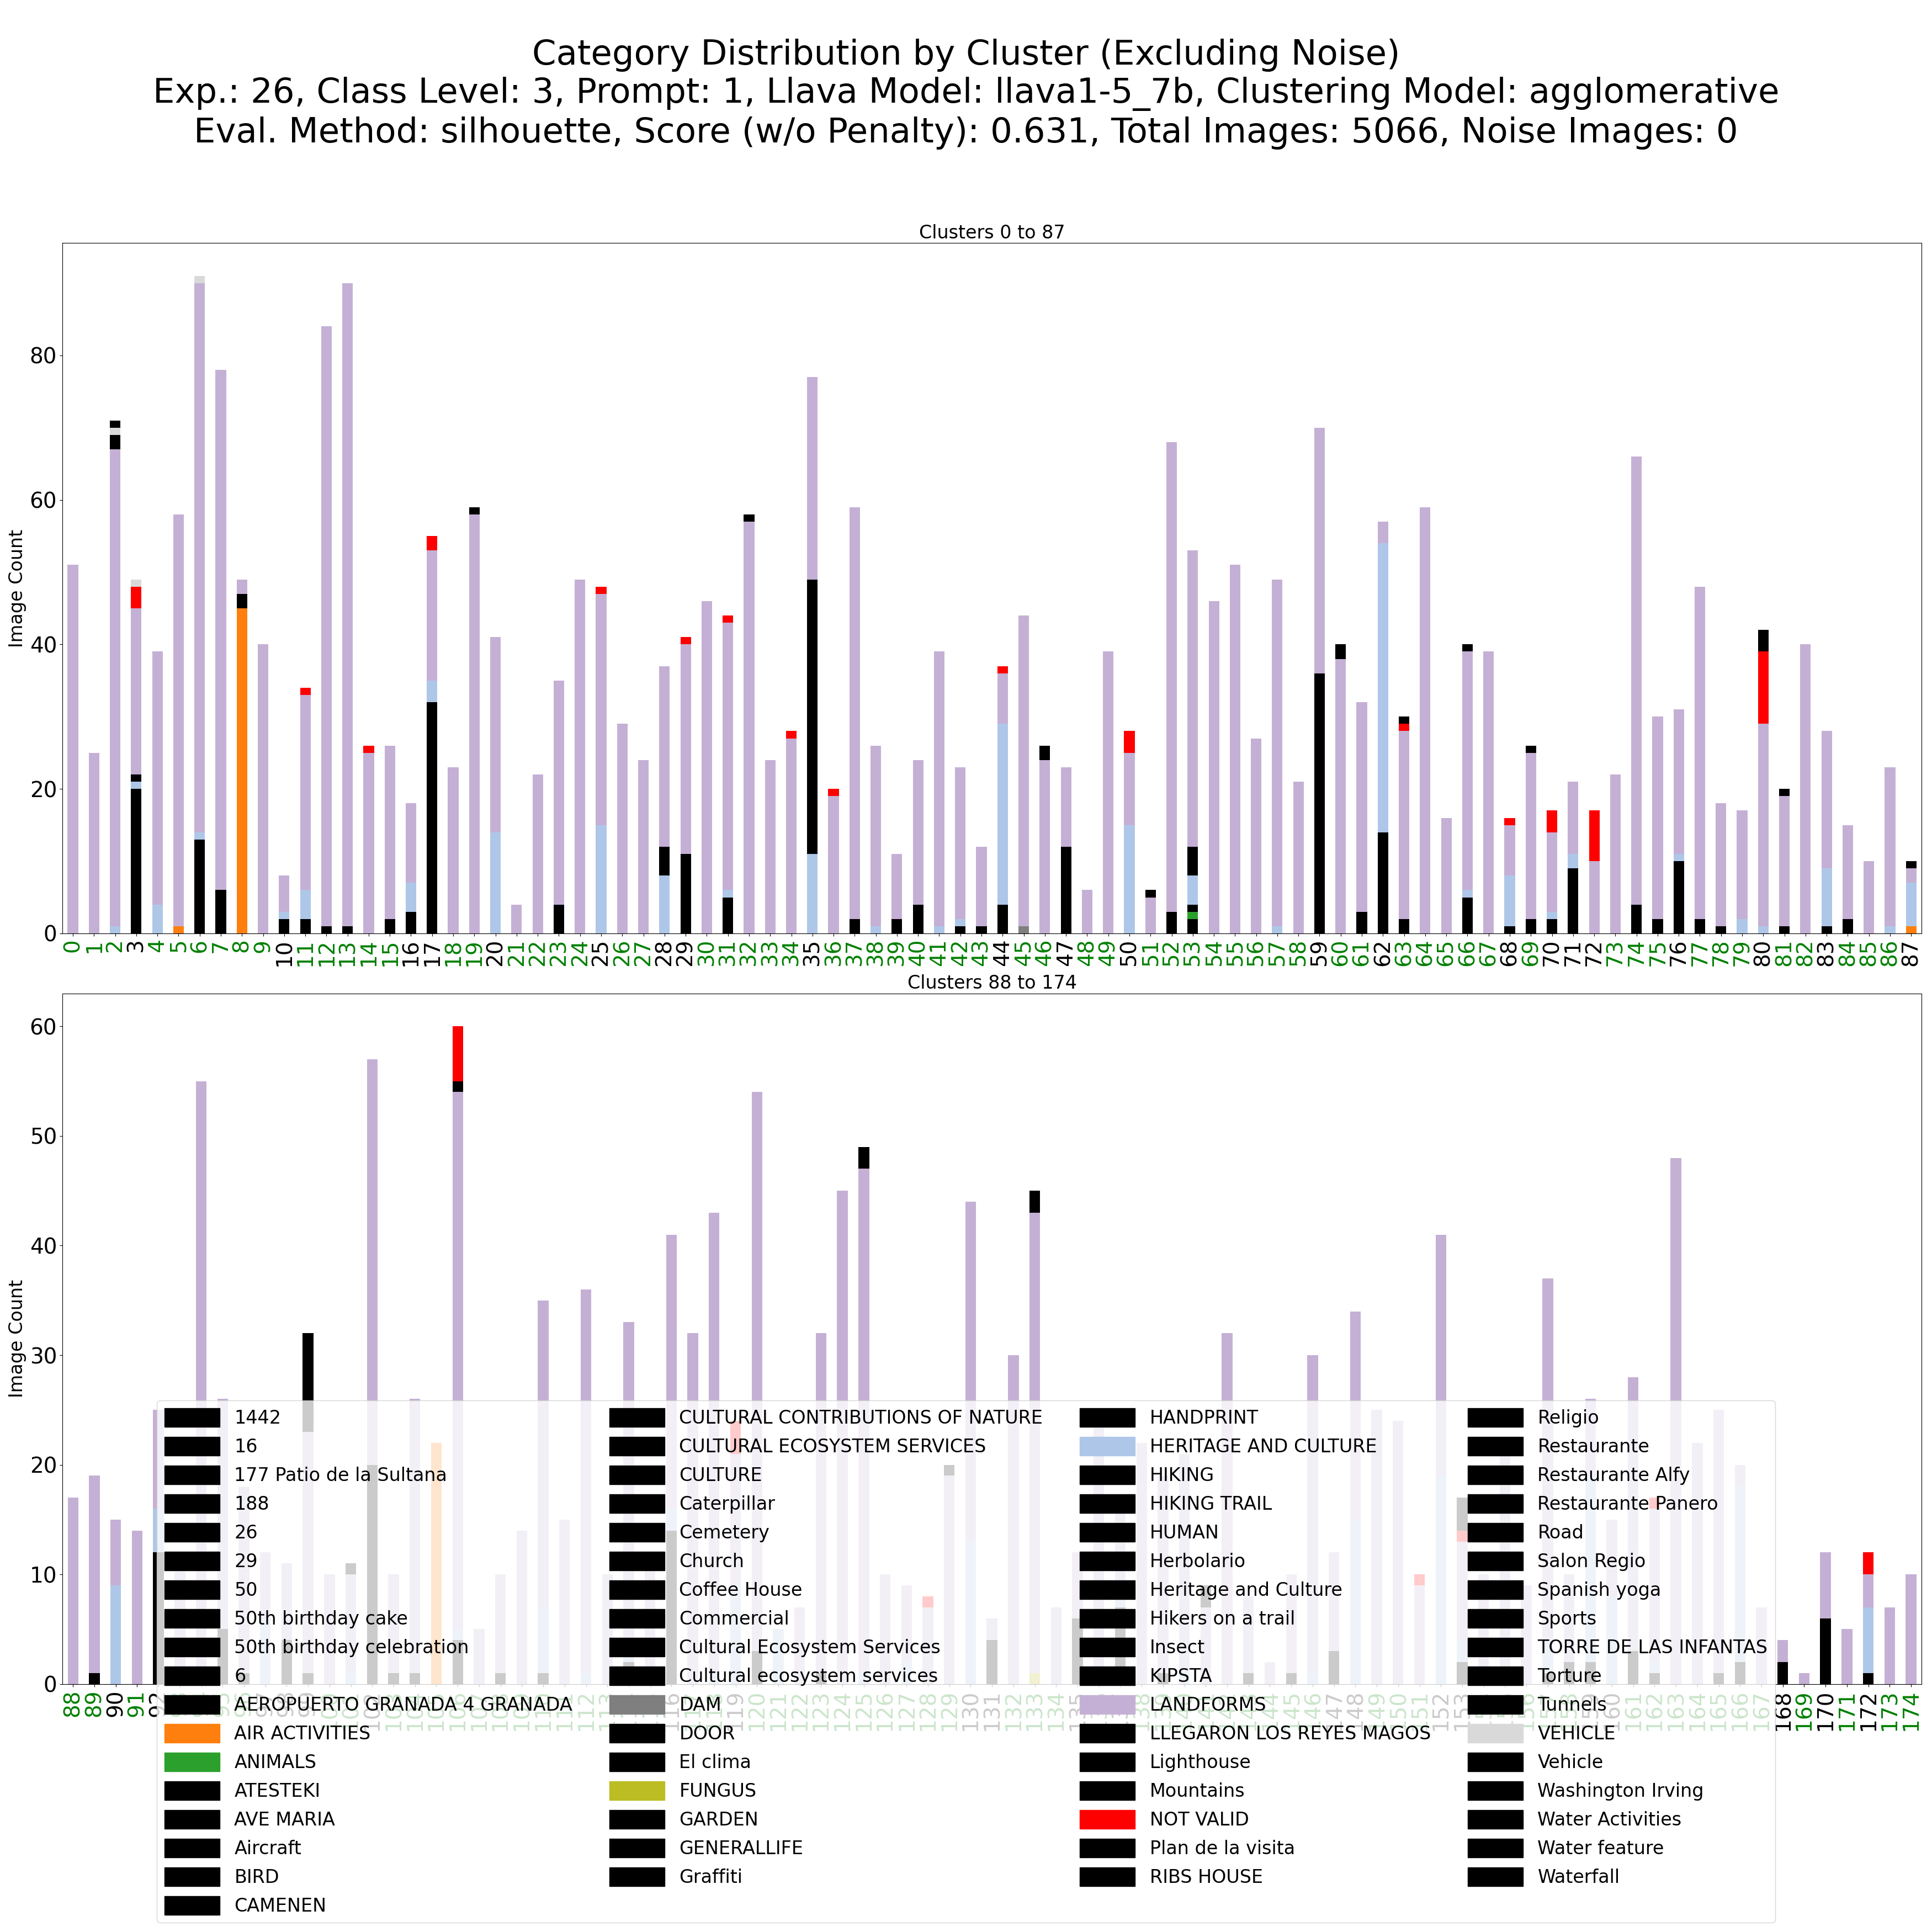 Category Distribution by Cluster (Excluding Noise)
Exp.: 26, Class Level: 3, Prompt: 1, Llava Model: llava1-5_7b, Clustering Model: agglomerative
Eval. Method: silhouette, Score (w/o Penalty): 0.631, Total Images: 5066, Noise Images: 0
Clusters 0 to 87
Image Count
80
60
40
20
0
0 1 2 3 4 5 6 7 8 9 10 11 12 13 14 15 16 17 18 19 20 21 22 23 24 25 26 27 28 29 30 31 32 33 34 35 36 37 38 39 40 41 42 43 44 45 46 47 48 49 50 51 52 53 54 55 56 57 58 59 60 61 62 63 64 65 66 67 68 69 70 71 72 73 74 75 76 77 78 79 80 81 82 83 84 85 86 87
Clusters 88 to 174
Image Count
60
50
40
30
20
10
0
88 89 90 91 168 169 170 171 172 173 174
1442
16
177 Patio de la Sultana
188
26
29
50
50th birthday cake
50th birthday celebration
6
AEROPUERTO GRANADA 4 GRANADA
AIR ACTIVITIES
ANIMALS
ATESTEKI
AVE MARIA
Aircraft
BIRD
CAMENEN
CULTURAL CONTRIBUTIONS OF NATURE
CULTURAL ECOSYSTEM SERVICES
CULTURE
Caterpillar
Cemetery
Church
Coffee House
Commercial
Cultural Ecosystem Services
Cultural ecosystem services
DAM
DOOR
El clima
FUNGUS
GARDEN
GENERALLIFE
Graffiti
HANDPRINT
HERITAGE AND CULTURE
HIKING
HIKING TRAIL
HUMAN
Herbolario
Heritage and Culture
Hikers on a trail
Insect
KIPSTA
LANDFORMS
LLEGARON LOS REYES MAGOS
Lighthouse
Mountains
NOT VALID
Plan de la visita
RIBS HOUSE
Religio
Restaurante
Restaurante Alfy
Restaurante Panero
Road
Salon Regio
Spanish yoga
Sports
TORRE DE LAS INFANTAS
Torture
Tunnels
VEHICLE
Vehicle
Washington Irving
Water Activities
Water feature
Waterfall